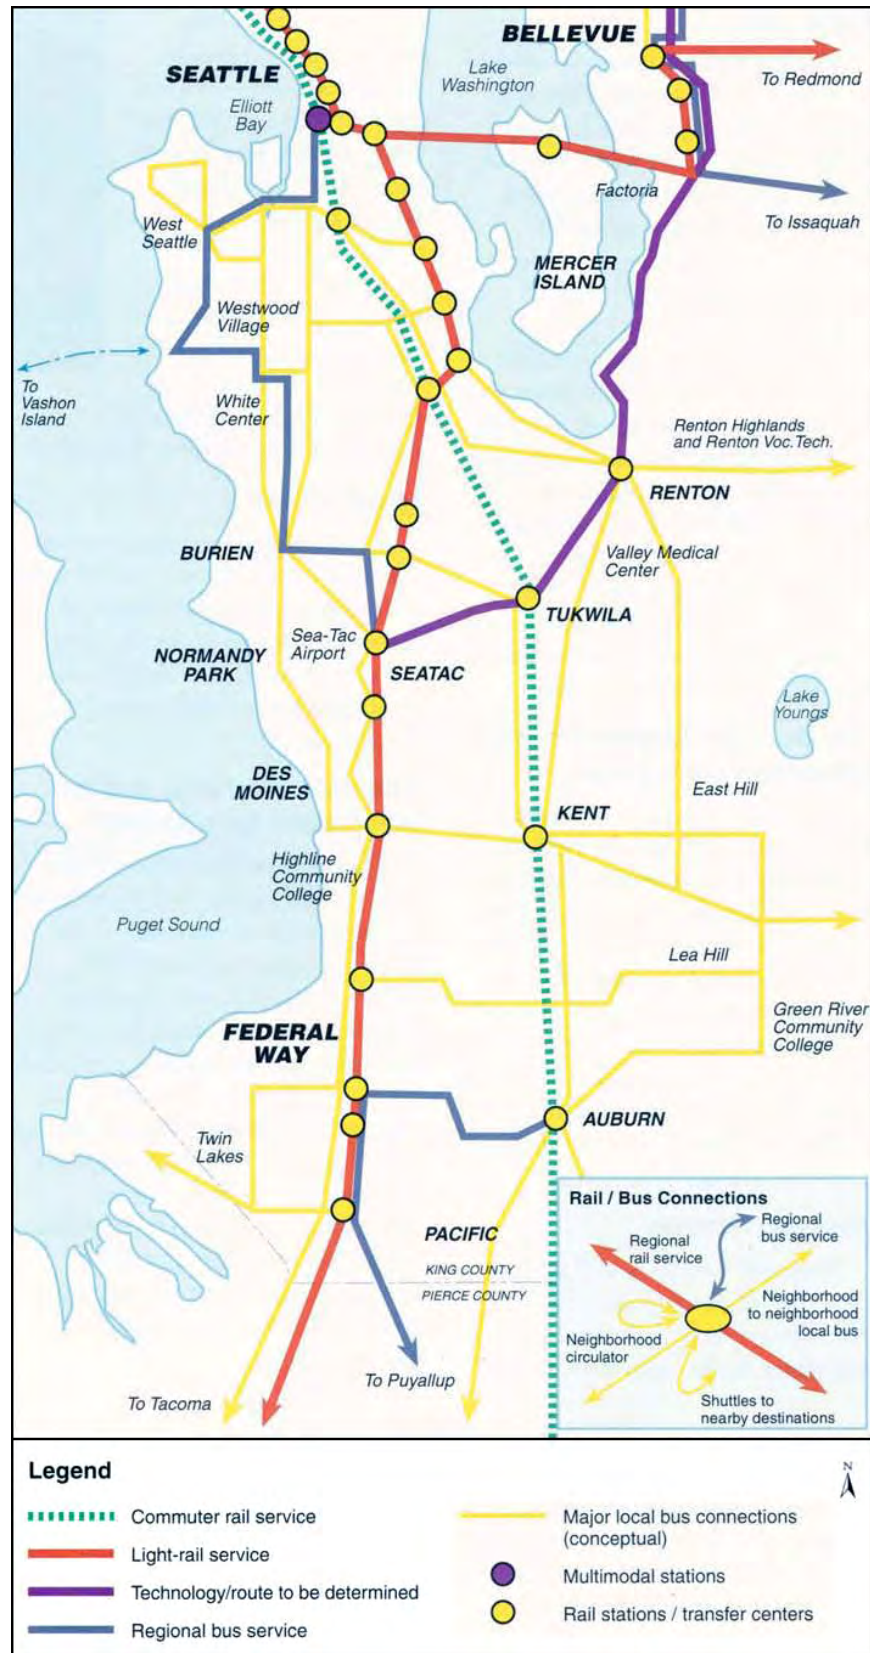 BELLEVUE
SEATTLE
Lake
Washington
To Redmond
Elliott
Bay
Factoria
To Issaquah
West
Seattle
MERCER
ISLAND
Westwood
Village
To
Vashon
Island
White
Center
Renton Highlands
and Renton Voc.Tech.
RENTON
BURIEN
Valley Medical
Center
TUKWILA
Sea-Tac
Airport
NORMANDY
PARK
SEATAC
Lake
Youngs
DES
MOINES
East Hill
KENT
Highline
Community
College
Puget Sound
Lea Hill
Green River
Community
College
FEDERAL
WAY
AUBURN
Twin
Lakes
PACIFIC
KING COUNTY
PIERCE COUNTY
To Puyallup
To Tacoma
Rail / Bus Connections
Regional
bus service
Regional
rail service
Neighborhood
to neighborhood
local bus
Neighborhood
circulator
Shuttles to
nearby destinations
Legend
N
Commuter rail service
Light-rail service
Technology/route to be determined
Regional bus service
Major local bus connections
(conceptual)
Multimodal stations
Rail stations / transfer centers